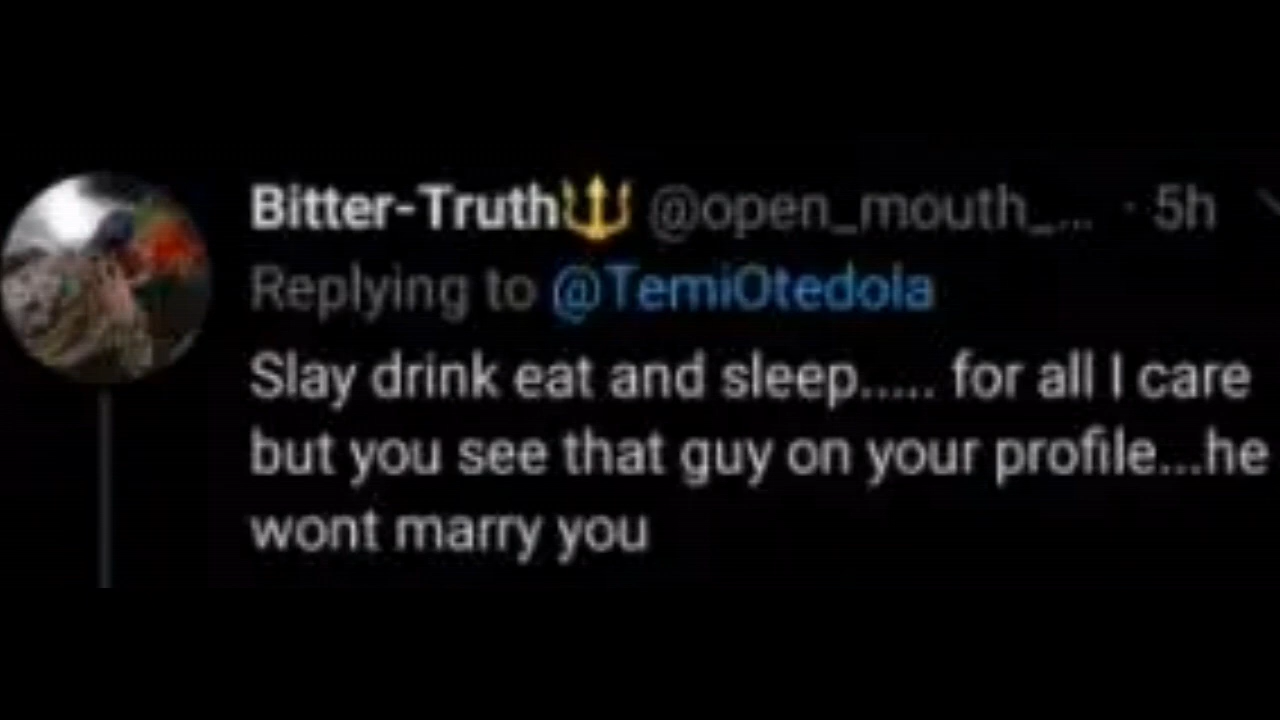 Bitter-Truth🔱 @open_mouth_... · 5h
Replying to @TemiOtedola
Slay drink eat and sleep..... for all I care
but you see that guy on your profile...he
wont marry you